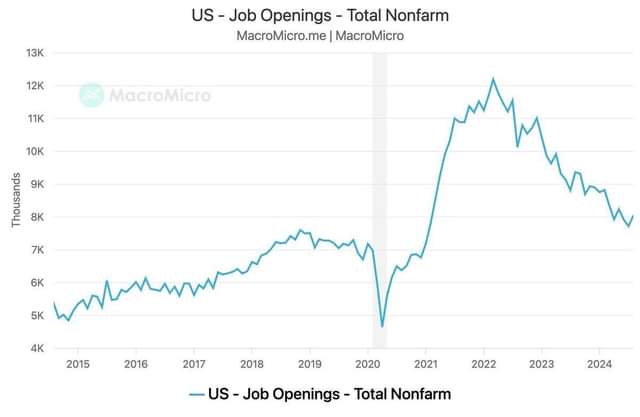 US - Job Openings - Total Nonfarm
MacroMicro.me | MacroMicro
MacroMicro
Thousands
13K
12K
11K
10K
9K
8K
7K
6K
5K
4K
2015 2016 2017 2018 2019 2020 2021 2022 2023 2024
US - Job Openings - Total Nonfarm